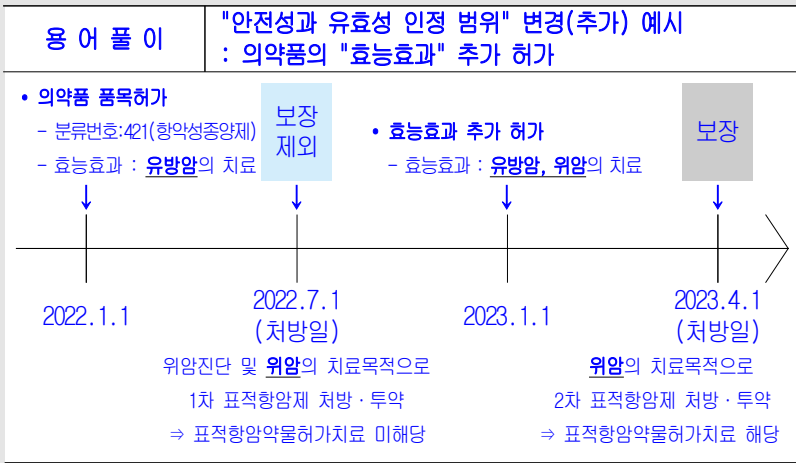 용 어 풀 이
"안전성과 유효성 인정 범위" 변경(추가) 예시
: 의약품의 "효능효과" 추가 허가
• 의약품 품목허가
- 분류번호:421(항악성종양제)
- 효능효과 : 유방암의 치료
보장
제외
• 효능효과 추가 허가
- 효능효과 : 유방암, 위암의 치료
보장
2022.1.1
2022.7.1
(처방일)
2023.1.1
2023.4.1
(처방일)
위암진단 및 위암의 치료목적으로
1차 표적항암제 처방·투약
⇒ 표적항암약물허가치료 미해당
위암의 치료목적으로
2차 표적항암제 처방·투약
⇒ 표적항암약물허가치료 해당